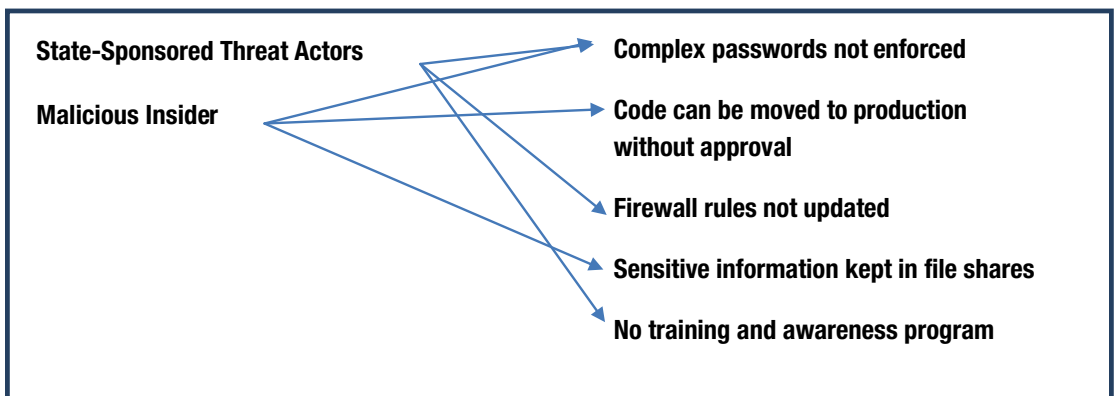 State-Sponsored Threat Actors
Malicious Insider
Complex passwords not enforced
Code can be moved to production
without approval
Firewall rules not updated
Sensitive information kept in file shares
No training and awareness program